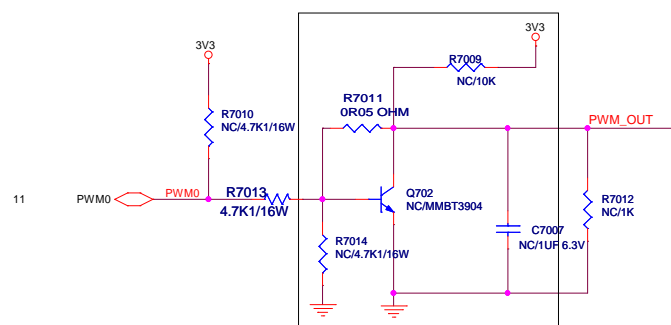 3V3
3V3
R7009
NC/10K
R7011
0R05 OHM
R7010
NC/4.7K1/16W
PWM_OUT
11
PWM0
PWM0
R7013
4.7K1/16W
Q702
NC/MMBT3904
R7012
NC/1K
C7007
NC/1UF 6.3V
R7014
NC/4.7K1/16W